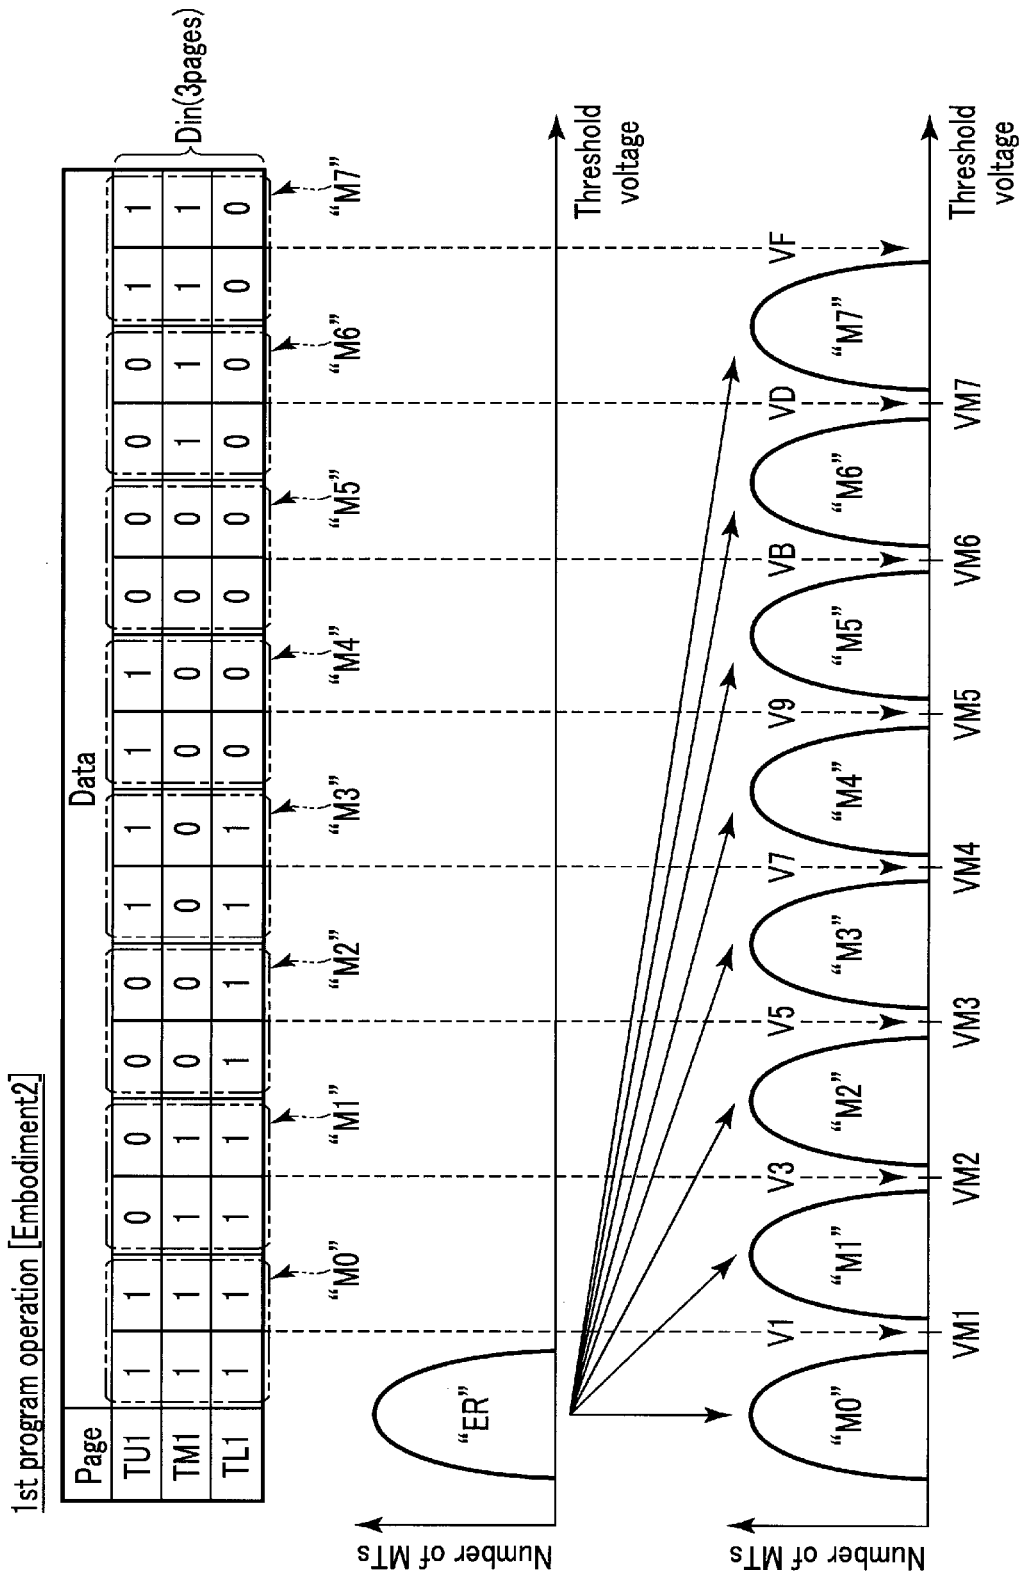 1st program operation [Embodiment2]
Page Data
TU1 1 1 0 0 0 0 1 1 1 1 0 0 0 0 1 1
TM1 1 1 1 1 0 0 0 0 0 0 0 0 1 1 1 1
TL1 1 1 1 1 1 1 1 1 0 0 0 0 0 0 0 0
Din(3pages)
“M0” “M1” “M2” “M3” “M4” “M5” “M6” “M7”
Number of MTs
“ER”
Threshold
voltage
V1 V3 V5 V7 V9 VB VD VF
Number of MTs
“M0” “M1” “M2” “M3” “M4” “M5” “M6” “M7”
VM1 VM2 VM3 VM4 VM5 VM6 VM7
Threshold
voltage